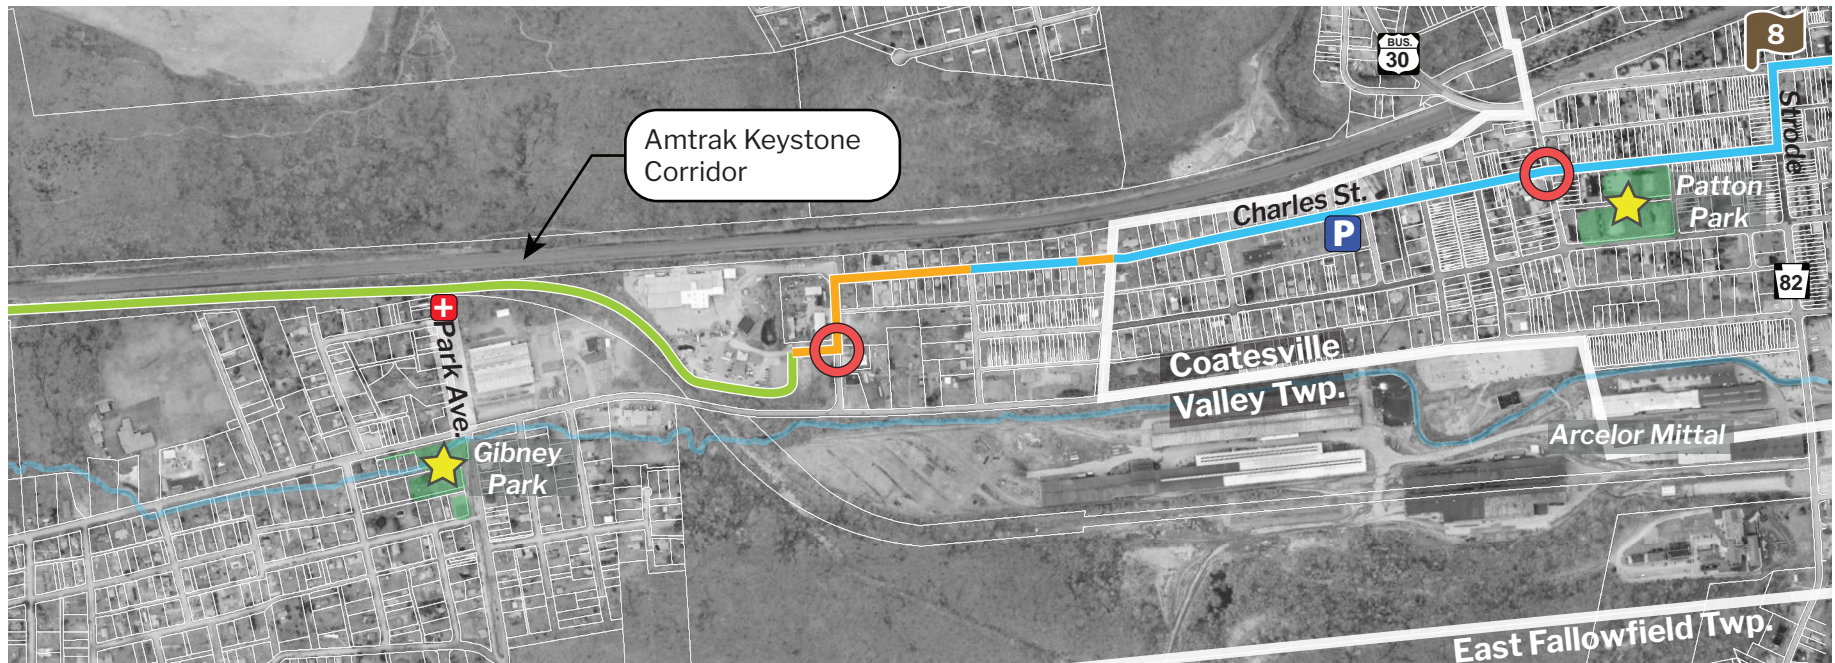 8
BUS.
30
Strode
Amtrak Keystone
Corridor
Charles St.
P
Patton
Park
82
Park Ave.
Coatesville
Valley Twp.
Arcelor Mittal
Gibney
Park
East Fallowfield Twp.